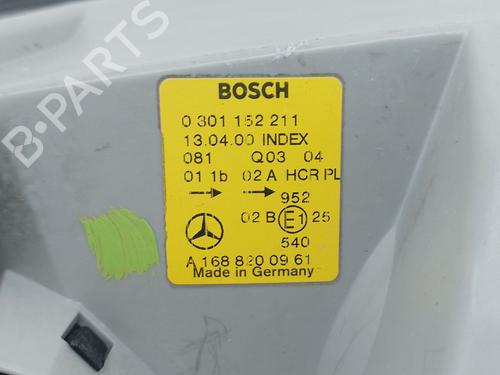 B-PARTS
BOSCH
0 301 152 211
13.04.00 INDEX
081 Q03 04
01 1b 02 A HCR PL
952
02 B E1 25
540
A 168 820 09 61
Made in Germany